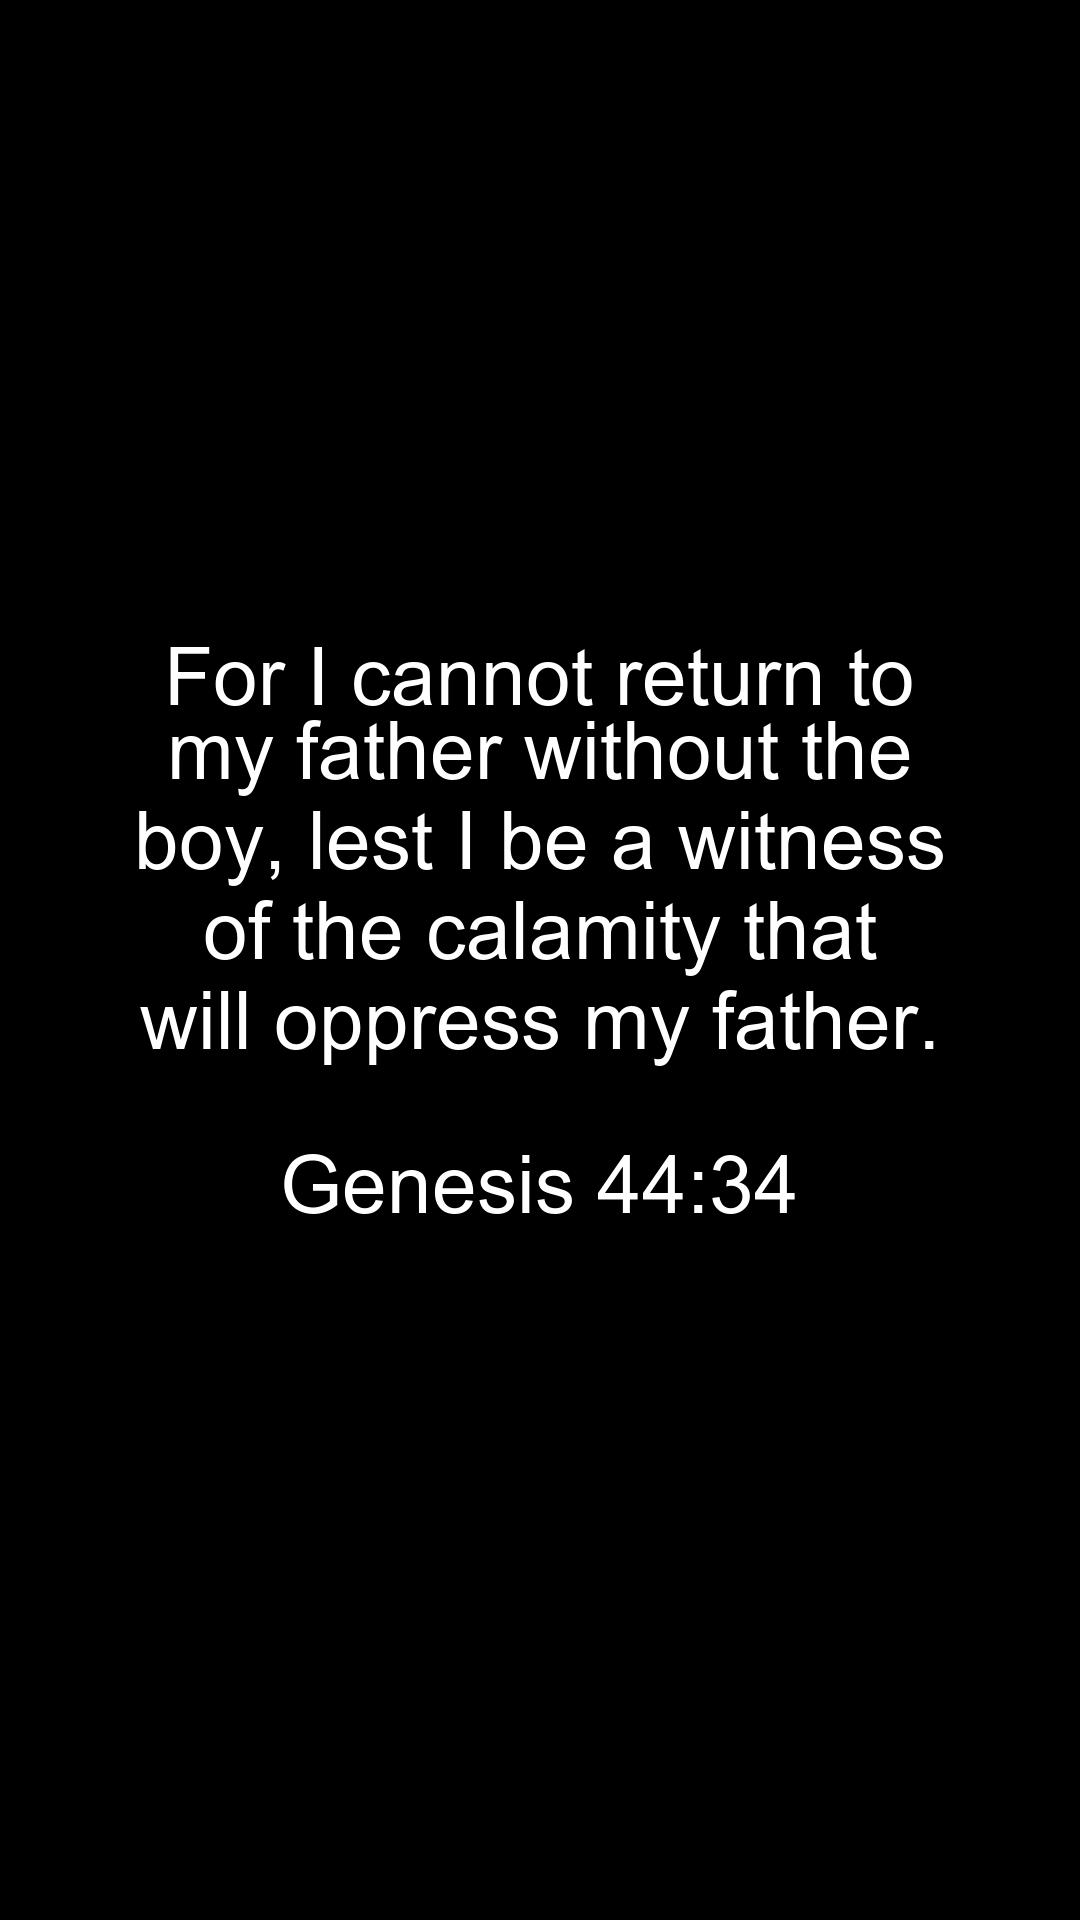 For I cannot return to
my father without the
boy, lest I be a witness
of the calamity that
will oppress my father.
Genesis 44:34